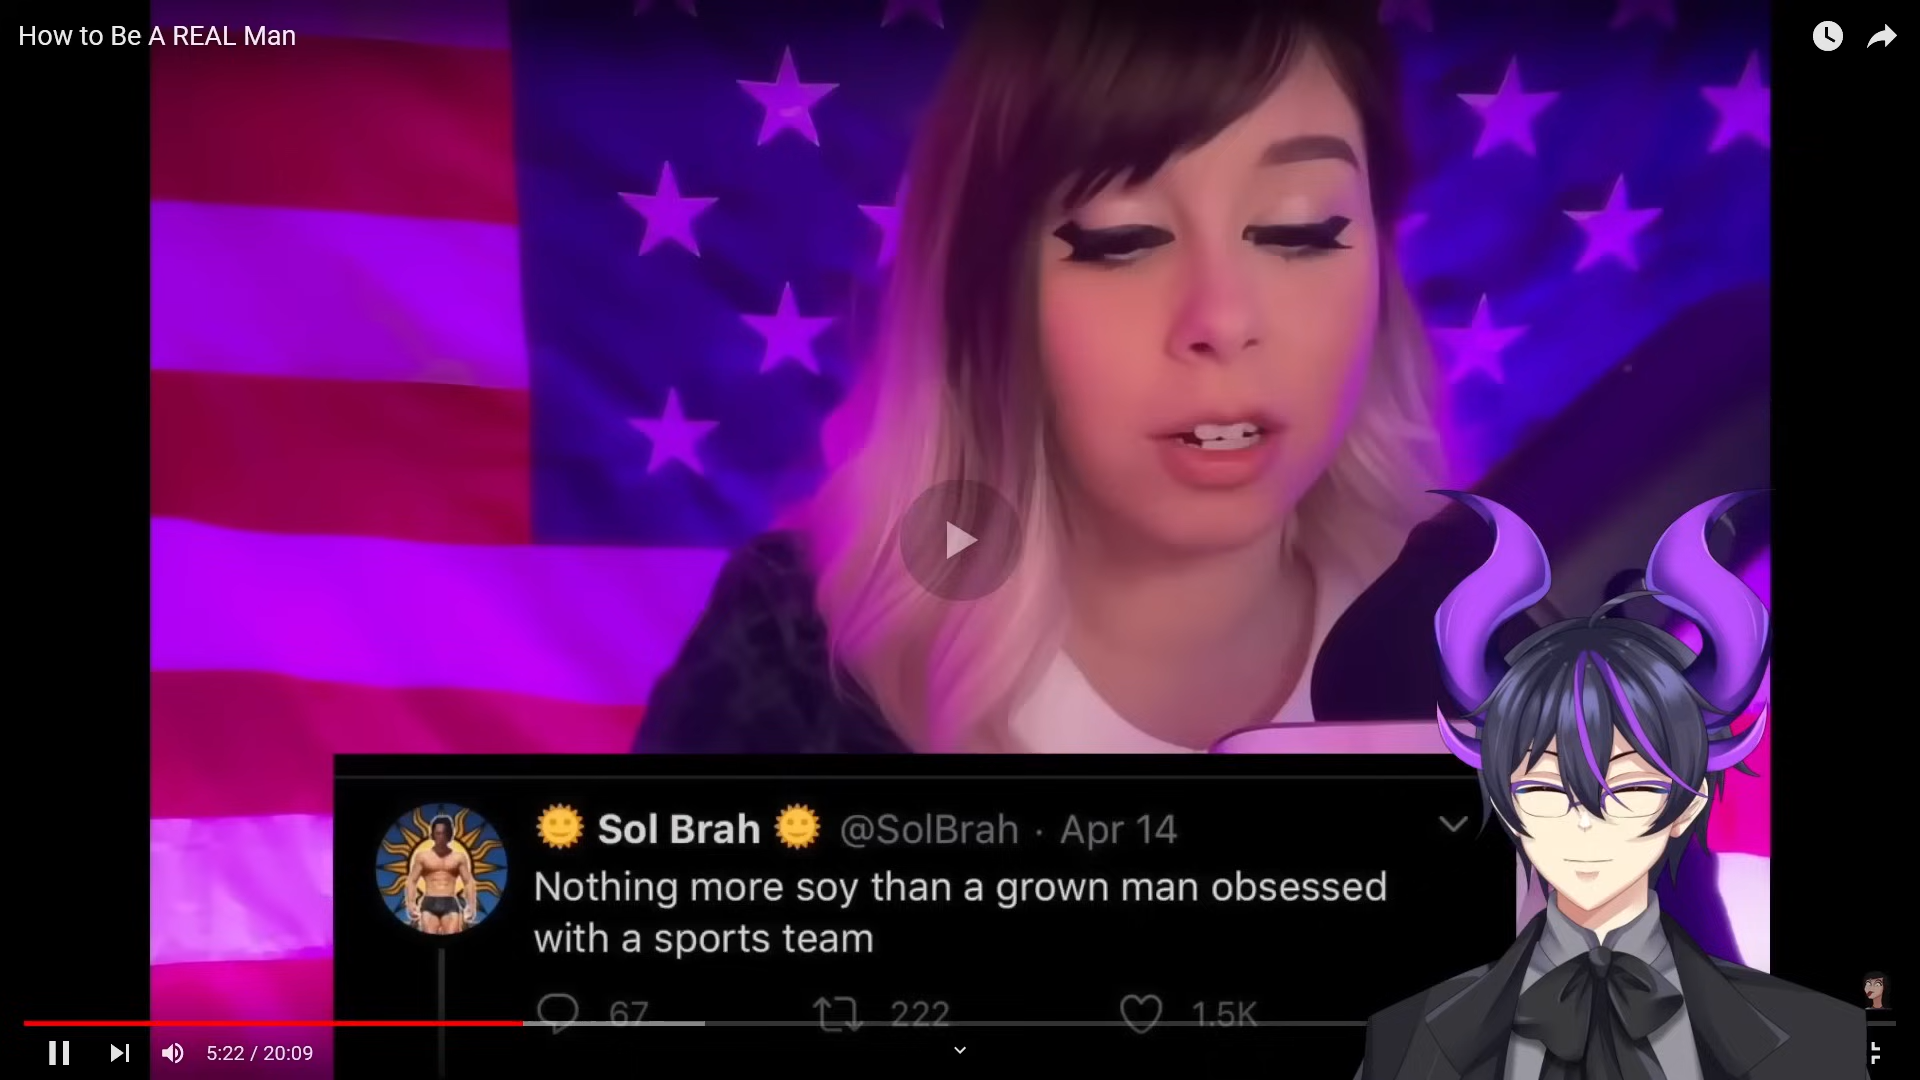 How to Be A REAL Man
Sol Brah @SolBrah · Apr 14
Nothing more soy than a grown man obsessed
with a sports team
67 222 1.5K
5:22 / 20:09